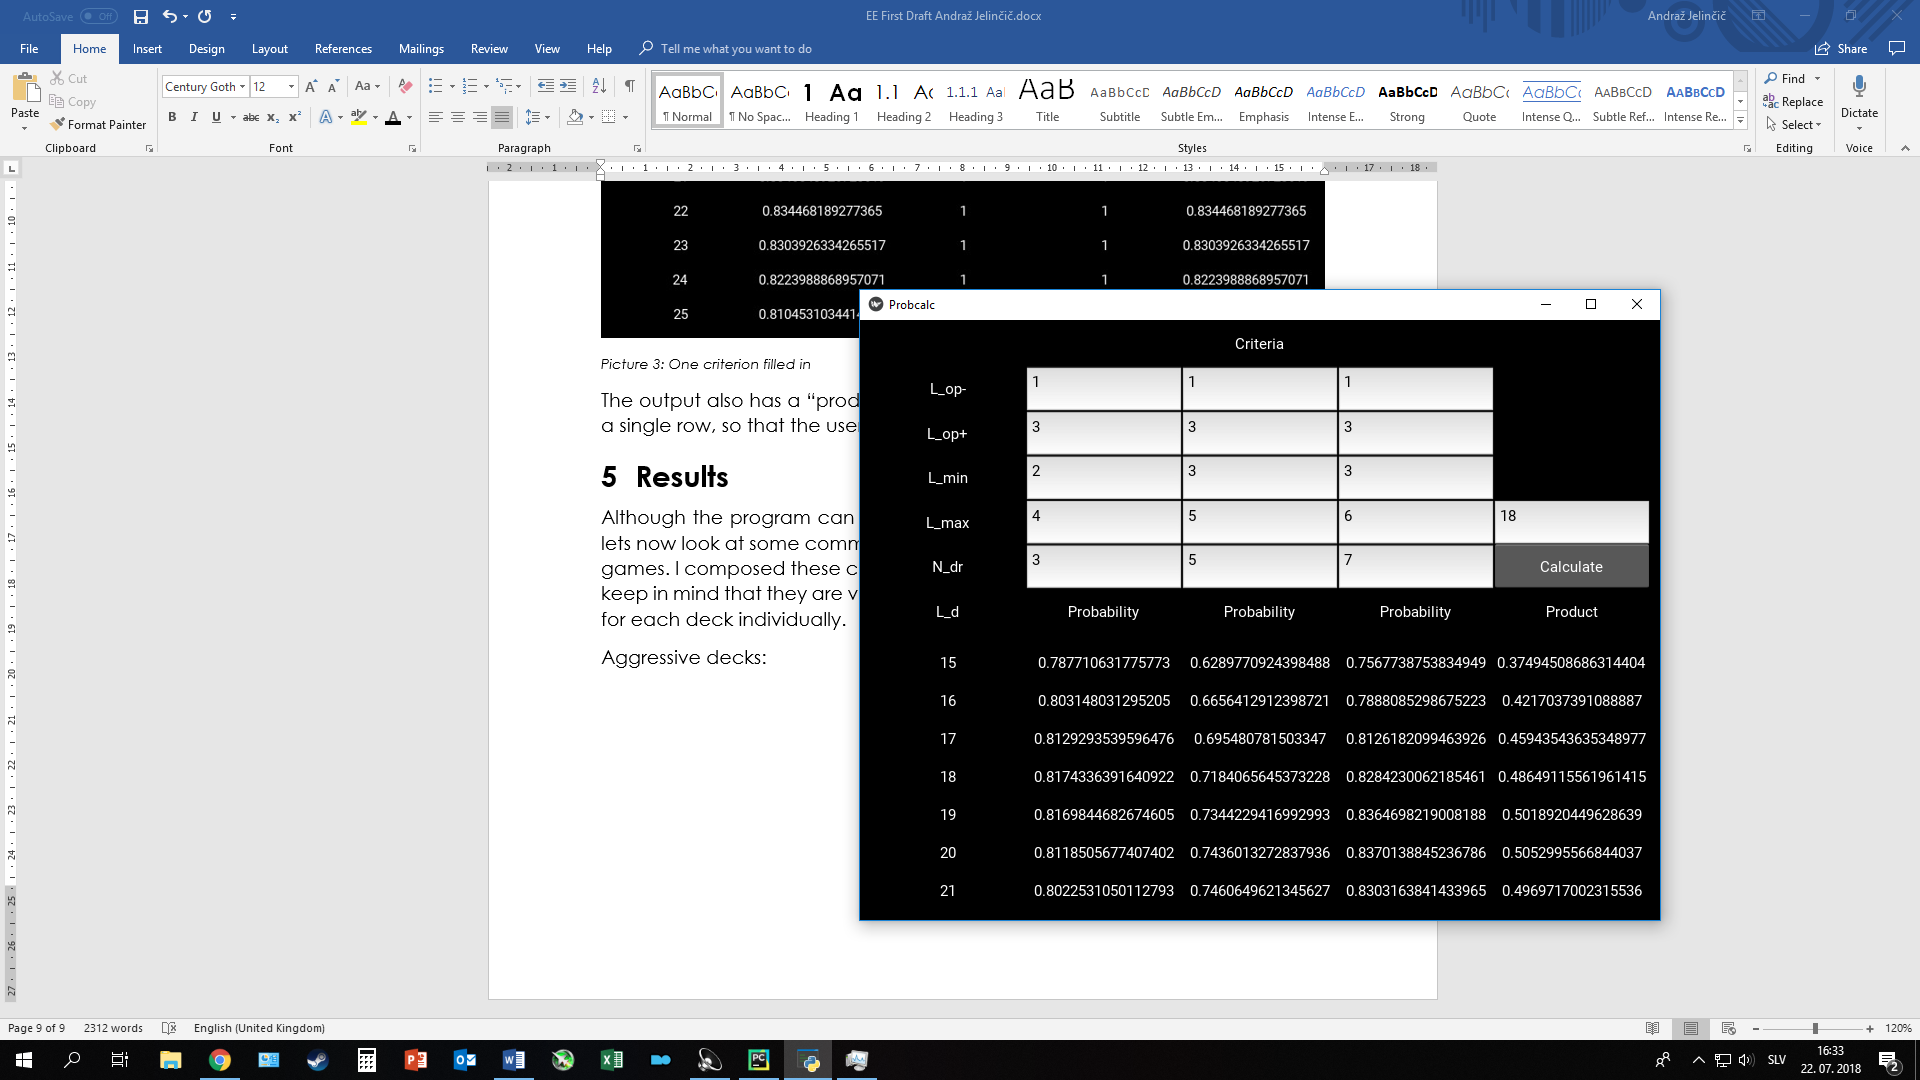 AutoSave Off
EE First Draft Andraž Jelinčič.docx
Andraž Jelinčič
File Home Insert Design Layout References Mailings Review View Help Tell me what you want to do
Share
Paste
Cut
Copy
Format Painter
Clipboard
Century Goth 12
Font
Paragraph
AaBbCc AaBbCc 1 Aa 1.1 Aa 1.1.1 Aa AaB AaBbCcD AaBbCcD AaBbCcD AaBbCcD AaBbCcD AaBbCcD AaBbCc AaBbCcD AaBbCcD
¶ Normal ¶ No Spac... Heading 1 Heading 2 Heading 3 Title Subtitle Subtle Em... Emphasis Intense E... Strong Quote Intense Q... Subtle Ref... Intense Re...
Styles
Find
Replace
Select
Editing
Dictate
Voice
22 0.834468189277365 1 1 0.834468189277365
23 0.8303926334265517 1 1 0.8303926334265517
24 0.8223988868957071 1 1 0.8223988868957071
25 0.810453103441
Picture 3: One criterion filled in
The output also has a “prod
a single row, so that the user
5 Results
Although the program can
lets now look at some comm
games. I composed these c
keep in mind that they are v
for each deck individually.
Aggressive decks:
Probcalc
Criteria
L_op- 1 1 1
L_op+ 3 3 3
L_min 2 3 3
L_max 4 5 6 18
N_dr 3 5 7 Calculate
L_d Probability Probability Probability Product
15 0.787710631775773 0.6289770924398488 0.7567738753834949 0.37494508686314404
16 0.803148031295205 0.6656412912398721 0.7888085298675223 0.4217037391088887
17 0.8129293539596476 0.695480781503347 0.8126182099463926 0.45943543635348977
18 0.8174336391640922 0.7184065645373228 0.8284230062185461 0.48649115561961415
19 0.8169844682674605 0.7344229416992993 0.8364698219008188 0.5018920449628639
20 0.8118505677407402 0.7436013272837936 0.8370138845236786 0.5052995566844037
21 0.8022531050112793 0.7460649621345627 0.8303163841433965 0.4969717002315536
Page 9 of 9 2312 words English (United Kingdom)
120%
SLV
16:33
22. 07. 2018
2